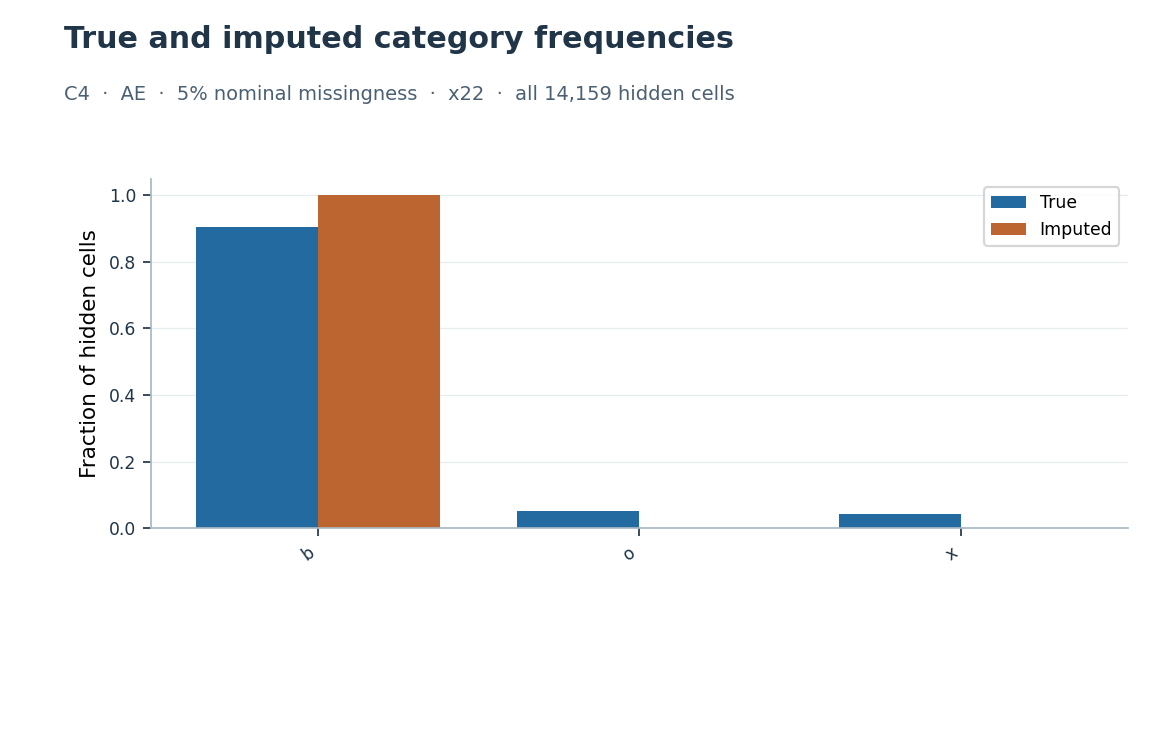 True and imputed category frequencies
C4 · AE · 5% nominal missingness · x22 · all 14,159 hidden cells
True
Imputed
Fraction of hidden cells
1.0
0.8
0.6
0.4
0.2
0.0
b
o
x